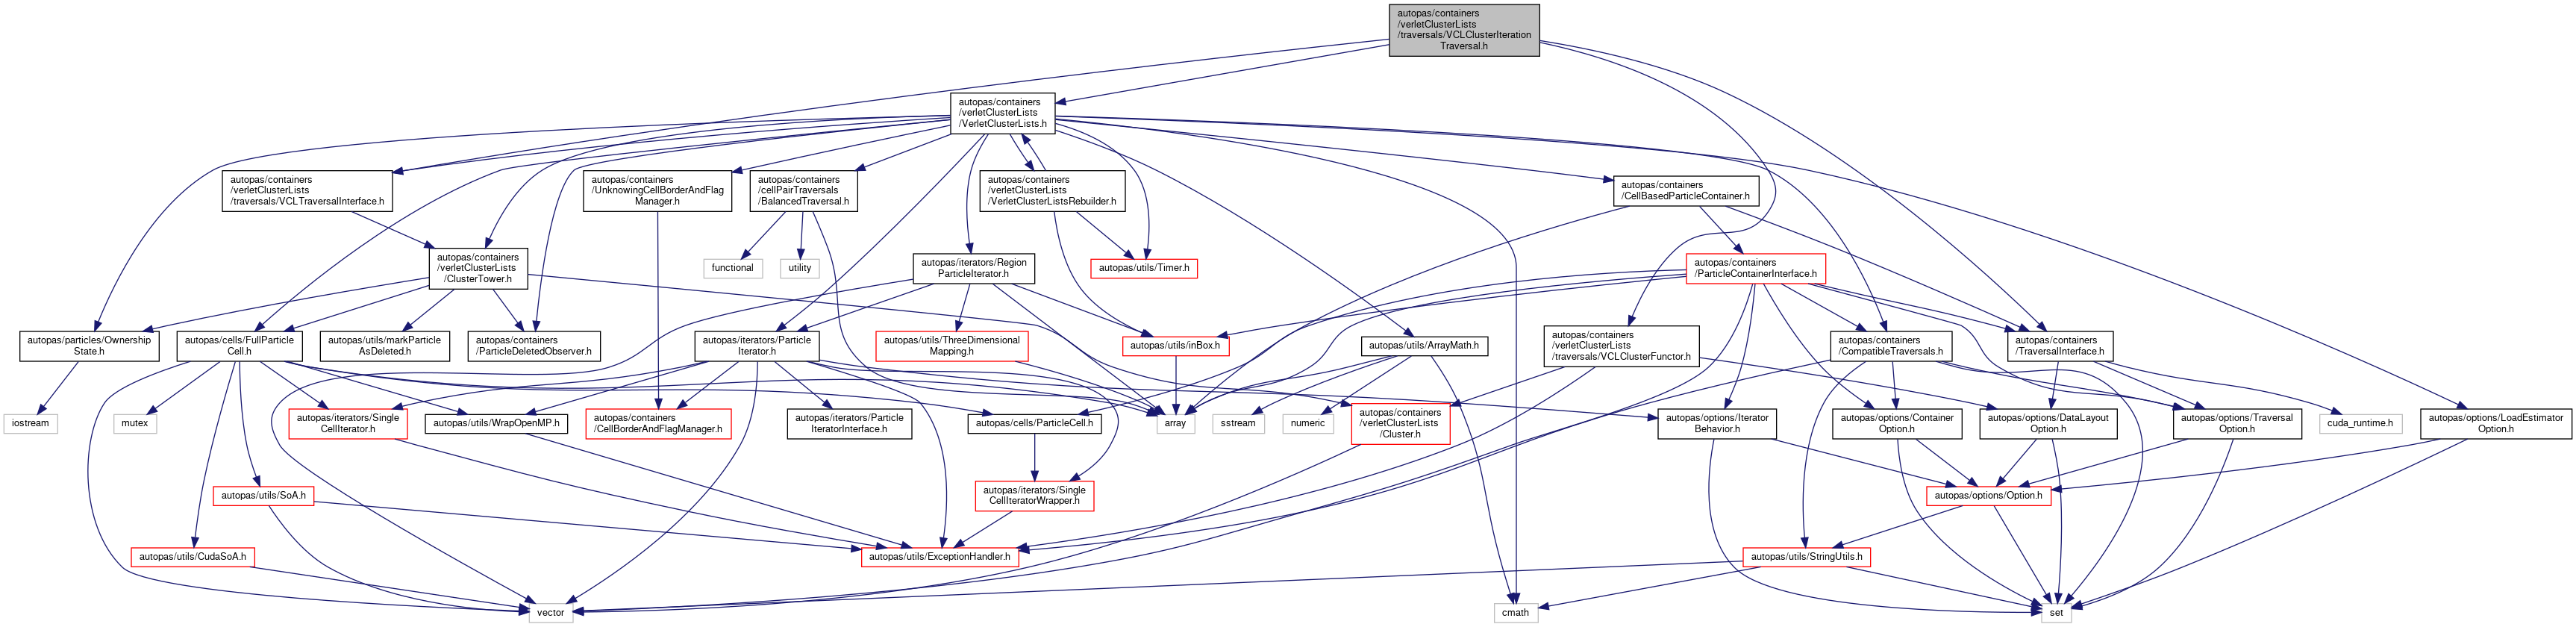 autopas/containers
/verletClusterLists
/traversals/VCLClusterIteration
Traversal.h
autopas/containers
/verletClusterLists
/VerletClusterLists.h
autopas/containers
/verletClusterLists
/traversals/VCLTraversalInterface.h
autopas/containers
/UnknowingCellBorderAndFlag
Manager.h
autopas/containers
/cellPairTraversals
/BalancedTraversal.h
autopas/containers
/verletClusterLists
/VerletClusterListsRebuilder.h
autopas/containers
/CellBasedParticleContainer.h
autopas/containers
/verletClusterLists
/ClusterTower.h
functional
utility
autopas/iterators/Region
ParticleIterator.h
autopas/utils/Timer.h
autopas/containers
/ParticleContainerInterface.h
autopas/particles/Ownership
State.h
autopas/cells/FullParticle
Cell.h
autopas/utils/markParticle
AsDeleted.h
autopas/containers
/ParticleDeletedObserver.h
autopas/iterators/Particle
Iterator.h
autopas/utils/ThreeDimensional
Mapping.h
autopas/utils/inBox.h
autopas/utils/ArrayMath.h
autopas/containers
/verletClusterLists
/traversals/VCLClusterFunctor.h
autopas/containers
/CompatibleTraversals.h
autopas/containers
/TraversalInterface.h
iostream
mutex
autopas/iterators/Single
CellIterator.h
autopas/utils/WrapOpenMP.h
autopas/containers
/CellBorderAndFlagManager.h
autopas/iterators/Particle
IteratorInterface.h
autopas/cells/ParticleCell.h
array
sstream
numeric
autopas/containers
/verletClusterLists
/Cluster.h
autopas/options/Iterator
Behavior.h
autopas/options/Container
Option.h
autopas/options/DataLayout
Option.h
autopas/options/Traversal
Option.h
cuda_runtime.h
autopas/options/LoadEstimator
Option.h
autopas/utils/SoA.h
autopas/iterators/Single
CellIteratorWrapper.h
autopas/options/Option.h
autopas/utils/CudaSoA.h
autopas/utils/ExceptionHandler.h
autopas/utils/StringUtils.h
vector
cmath
set